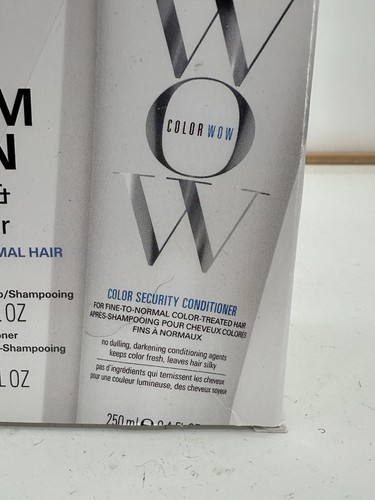 M
N
&
r
MAL HAIR
o/Shampooing
L OZ
oner
-Shampooing
L OZ
W
O
COLOR WOW
W
COLOR SECURITY CONDITIONER
FOR FINE-TO-NORMAL COLOR-TREATED HAIR
APRÈS-SHAMPOOING POUR CHEVEUX COLORÉS
FINS À NORMAUX
no dulling, darkening conditioning agents
keeps color fresh, leaves hair silky
pas d'ingrédients qui ternissent les cheveux
pour une couleur lumineuse, des cheveux soyeux
250 ml